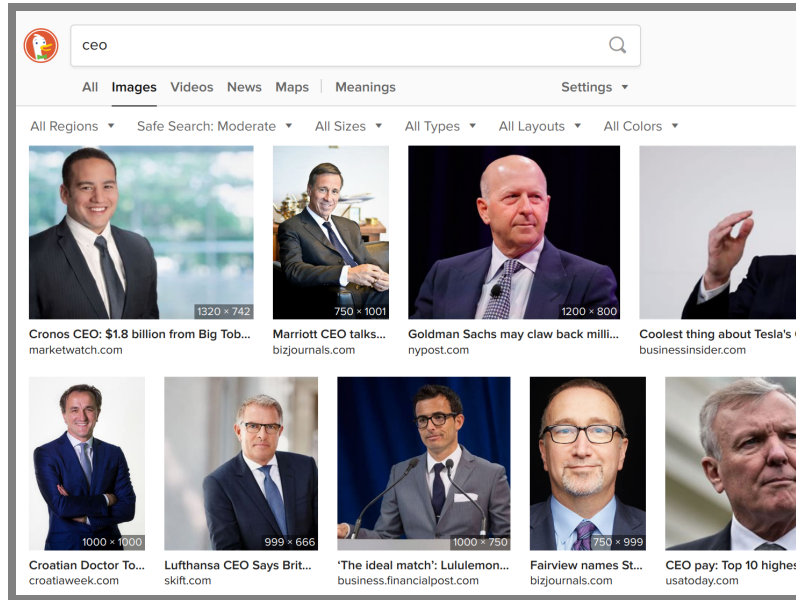 ceo
All Images Videos News Maps Meanings Settings
All Regions Safe Search: Moderate All Sizes All Types All Layouts All Colors
1320 × 742 750 × 1001 1200 × 800
Cronos CEO: $1.8 billion from Big Tob... Marriott CEO talks... Goldman Sachs may claw back milli... Coolest thing about Tesla's
marketwatch.com bizjournals.com nypost.com businessinsider.com
1000 × 1000 999 × 666 1000 × 750 750 × 999
Croatian Doctor To... Lufthansa CEO Says Brit... 'The ideal match': Lululemon... Fairview names St... CEO pay: Top 10 highes
croatiaweek.com skift.com business.financialpost.com bizjournals.com usatoday.com